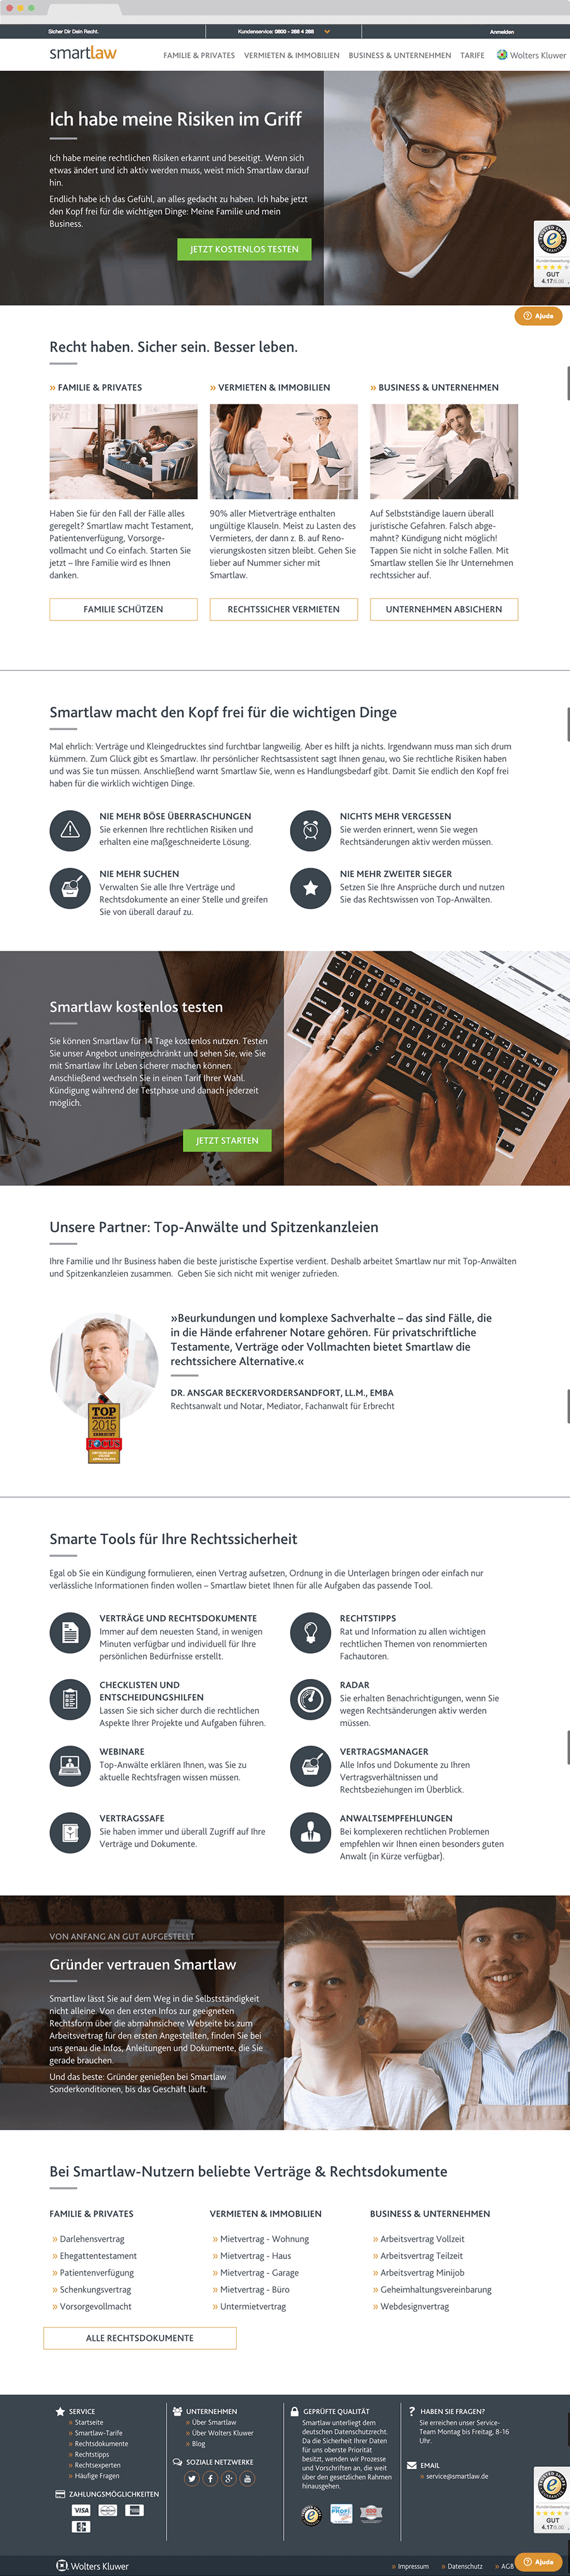 Sicher Dir Dein Recht.
Kundenservice: 0800 - 288 4 288
Anmelden
smartlaw
FAMILIE & PRIVATES
VERMIETEN & IMMOBILIEN
BUSINESS & UNTERNEHMEN
TARIFE
Wolters Kluwer
Ich habe meine Risiken im Griff
Ich habe meine rechtlichen Risiken erkannt und beseitigt. Wenn sich
etwas ändert und ich aktiv werden muss, weist mich Smartlaw darauf
hin.
Endlich habe ich das Gefühl, an alles gedacht zu haben. Ich habe jetzt
den Kopf frei für die wichtigen Dinge: Meine Familie und mein
Business.
JETZT KOSTENLOS TESTEN
Kundenbewertung
GUT
4.17/5.00
Ajuda
Recht haben. Sicher sein. Besser leben.
» FAMILIE & PRIVATES
Haben Sie für den Fall der Fälle alles
geregelt? Smartlaw macht Testament,
Patientenverfügung, Vorsorge-
vollmacht und Co einfach. Starten Sie
jetzt – Ihre Familie wird es Ihnen
danken.
FAMILIE SCHÜTZEN
» VERMIETEN & IMMOBILIEN
90% aller Mietverträge enthalten
ungültige Klauseln. Meist zu Lasten des
Vermieters, der dann z. B. auf Reno-
vierungskosten sitzen bleibt. Gehen Sie
lieber auf Nummer sicher mit
Smartlaw.
RECHTSSICHER VERMIETEN
» BUSINESS & UNTERNEHMEN
Auf Selbstständige lauern überall
juristische Gefahren. Falsch abge-
mahnt? Kündigung nicht möglich!
Tappen Sie nicht in solche Fallen. Mit
Smartlaw stellen Sie Ihr Unternehmen
rechtssicher auf.
UNTERNEHMEN ABSICHERN
Smartlaw macht den Kopf frei für die wichtigen Dinge
Mal ehrlich: Verträge und Kleingedrucktes sind furchtbar langweilig. Aber es hilft ja nichts. Irgendwann muss man sich drum
kümmern. Zum Glück gibt es Smartlaw. Ihr persönlicher Rechtsassistent sagt Ihnen genau, wo Sie rechtliche Risiken haben
und was Sie tun müssen. Anschließend warnt Smartlaw Sie, wenn es Handlungsbedarf gibt. Damit Sie endlich den Kopf frei
haben für die wirklich wichtigen Dinge.
NIE MEHR BÖSE ÜBERRASCHUNGEN
Sie erkennen Ihre rechtlichen Risiken und
erhalten eine maßgeschneiderte Lösung.
NICHTS MEHR VERGESSEN
Sie werden erinnert, wenn Sie wegen
Rechtsänderungen aktiv werden müssen.
NIE MEHR SUCHEN
Verwalten Sie alle Ihre Verträge und
Rechtsdokumente an einer Stelle und greifen
Sie von überall darauf zu.
NIE MEHR ZWEITER SIEGER
Setzen Sie Ihre Ansprüche durch und nutzen
Sie das Rechtswissen von Top-Anwälten.
Smartlaw kostenlos testen
Sie können Smartlaw für 14 Tage kostenlos nutzen. Testen
Sie unser Angebot uneingeschränkt und sehen Sie, wie Sie
mit Smartlaw Ihr Leben sicherer machen können.
Anschließend wechseln Sie in einen Tarif Ihrer Wahl.
Kündigung während der Testphase und danach jederzeit
möglich.
JETZT STARTEN
Unsere Partner: Top-Anwälte und Spitzenkanzleien
Ihre Familie und Ihr Business haben die beste juristische Expertise verdient. Deshalb arbeitet Smartlaw nur mit Top-Anwälten
und Spitzenkanzleien zusammen. Geben Sie sich nicht mit weniger zufrieden.
»Beurkundungen und komplexe Sachverhalte – das sind Fälle, die
in die Hände erfahrener Notare gehören. Für privatschriftliche
Testamente, Verträge oder Vollmachten bietet Smartlaw die
rechtssichere Alternative.«
DR. ANSGAR BECKERVORDERSANDFORT, LL.M., EMBA
Rechtsanwalt und Notar, Mediator, Fachanwalt für Erbrecht
TOP
2015
ERBRECHT
FOCUS
Smarte Tools für Ihre Rechtssicherheit
Egal ob Sie ein Kündigung formulieren, einen Vertrag aufsetzen, Ordnung in die Unterlagen bringen oder einfach nur
verlässliche Informationen finden wollen – Smartlaw bietet Ihnen für alle Aufgaben das passende Tool.
VERTRÄGE UND RECHTSDOKUMENTE
Immer auf dem neuesten Stand, in wenigen
Minuten verfügbar und individuell für Ihre
persönlichen Bedürfnisse erstellt.
RECHTSTIPPS
Rat und Information zu allen wichtigen
rechtlichen Themen von renommierten
Fachautoren.
CHECKLISTEN UND
ENTSCHEIDUNGSHILFEN
Lassen Sie sich sicher durch die rechtlichen
Aspekte Ihrer Projekte und Aufgaben führen.
RADAR
Sie erhalten Benachrichtigungen, wenn Sie
wegen Rechtsänderungen aktiv werden
müssen.
WEBINARE
Top-Anwälte erklären Ihnen, was Sie zu
aktuelle Rechtsfragen wissen müssen.
VERTRAGSMANAGER
Alle Infos und Dokumente zu Ihren
Vertragsverhältnissen und
Rechtsbeziehungen im Überblick.
VERTRAGSSAFE
Sie haben immer und überall Zugriff auf Ihre
Verträge und Dokumente.
ANWALTSEMPFEHLUNGEN
Bei komplexeren rechtlichen Problemen
empfehlen wir Ihnen einen besonders guten
Anwalt (in Kürze verfügbar).
VON ANFANG AN GUT AUFGESTELLT
Gründer vertrauen Smartlaw
Smartlaw lässt Sie auf dem Weg in die Selbstständigkeit
nicht alleine. Von den ersten Infos zur geeigneten
Rechtsform über die abmahnsichere Webseite bis zum
Arbeitsvertrag für den ersten Angestellten, finden Sie bei
uns genau die Infos, Anleitungen und Dokumente, die Sie
gerade brauchen.
Und das beste: Gründer genießen bei Smartlaw
Sonderkonditionen, bis das Geschäft läuft.
Bei Smartlaw-Nutzern beliebte Verträge & Rechtsdokumente
FAMILIE & PRIVATES
» Darlehensvertrag
» Ehegattentestament
» Patientenverfügung
» Schenkungsvertrag
» Vorsorgevollmacht
VERMIETEN & IMMOBILIEN
» Mietvertrag - Wohnung
» Mietvertrag - Haus
» Mietvertrag - Garage
» Mietvertrag - Büro
» Untermietvertrag
BUSINESS & UNTERNEHMEN
» Arbeitsvertrag Vollzeit
» Arbeitsvertrag Teilzeit
» Arbeitsvertrag Minijob
» Geheimhaltungsvereinbarung
» Webdesignvertrag
ALLE RECHTSDOKUMENTE
SERVICE
» Startseite
» Smartlaw-Tarife
» Rechtsdokumente
» Rechtstipps
» Rechtsexperten
» Häufige Fragen
ZAHLUNGSMÖGLICHKEITEN
VISA
UNTERNEHMEN
» Über Smartlaw
» Über Wolters Kluwer
» Blog
SOZIALE NETZWERKE
GEPRÜFTE QUALITÄT
Smartlaw unterliegt dem
deutschen Datenschutzrecht.
Da die Sicherheit Ihrer Daten
für uns oberste Priorität
besitzt, wenden wir Prozesse
und Vorschriften an, die weit
über den gesetzlichen Rahmen
hinausgehen.
HABEN SIE FRAGEN?
Sie erreichen unser Service-
Team Montag bis Freitag, 8-16
Uhr.
EMAIL
» service@smartlaw.de
Kundenbewertung
GUT
4.17/5.00
Wolters Kluwer
» Impressum
» Datenschutz
» AGB
Ajuda